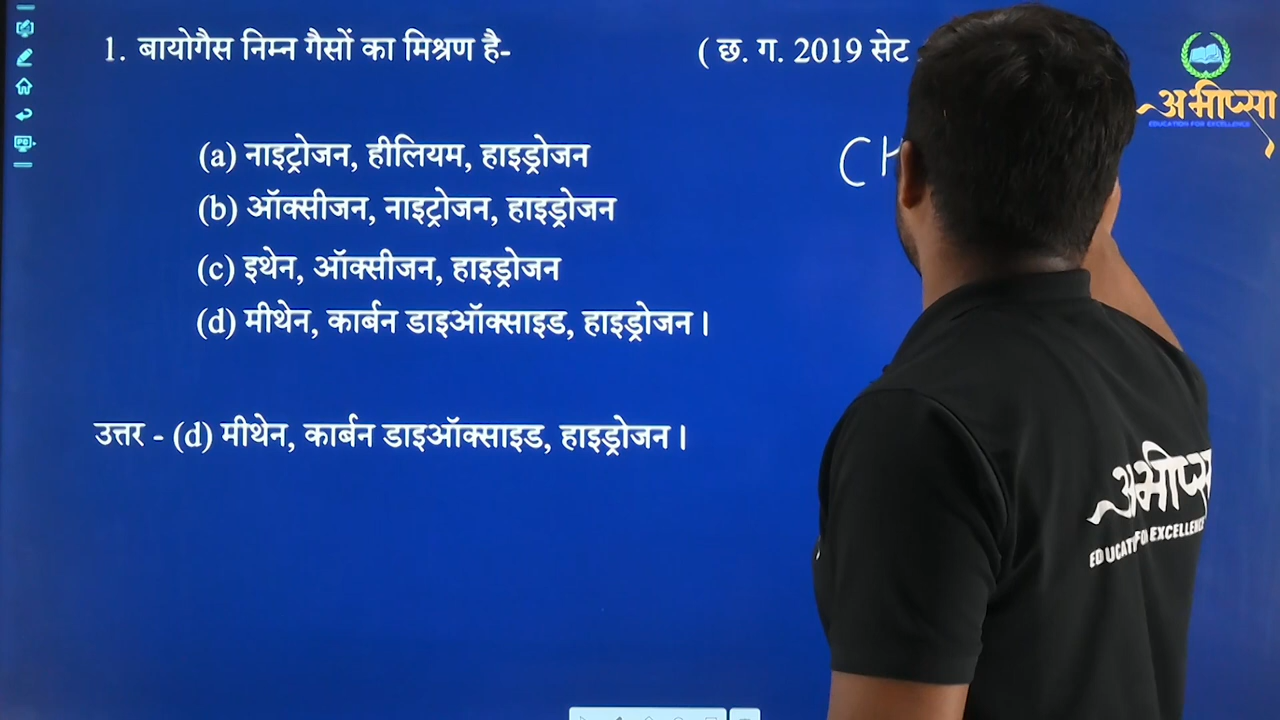 1. बायोगैस निम्न गैसों का मिश्रण है- ( छ. ग. 2019 सेट
(a) नाइट्रोजन, हीलियम, हाइड्रोजन
(b) ऑक्सीजन, नाइट्रोजन, हाइड्रोजन
(c) इथेन, ऑक्सीजन, हाइड्रोजन
(d) मीथेन, कार्बन डाइऑक्साइड, हाइड्रोजन ।
उत्तर - (d) मीथेन, कार्बन डाइऑक्साइड, हाइड्रोजन ।
CH
अभीप्सा
EDUCATION FOR EXCELLENCE
अभीप्सा
EDUCATION FOR EXCELLENCE